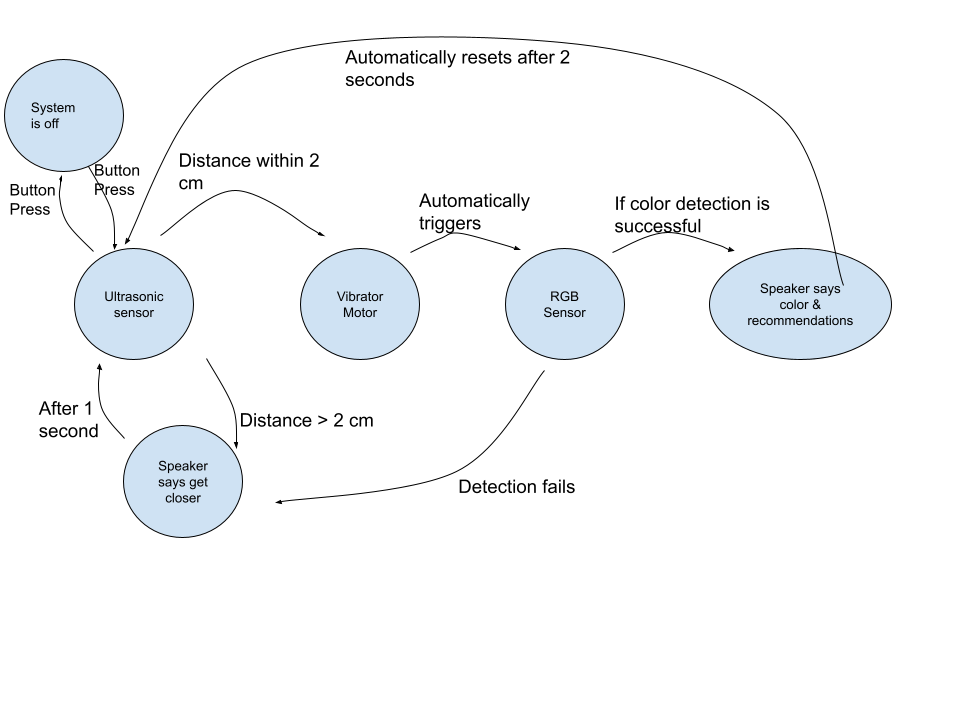 Automatically resets after 2
seconds
System
is off
Button
Press
Button
Press
Distance within 2
cm
Automatically
triggers
If color detection is
successful
Ultrasonic
sensor
Vibrator
Motor
RGB
Sensor
Speaker says
color &
recommendations
After 1
second
Distance > 2 cm
Speaker
says get
closer
Detection fails